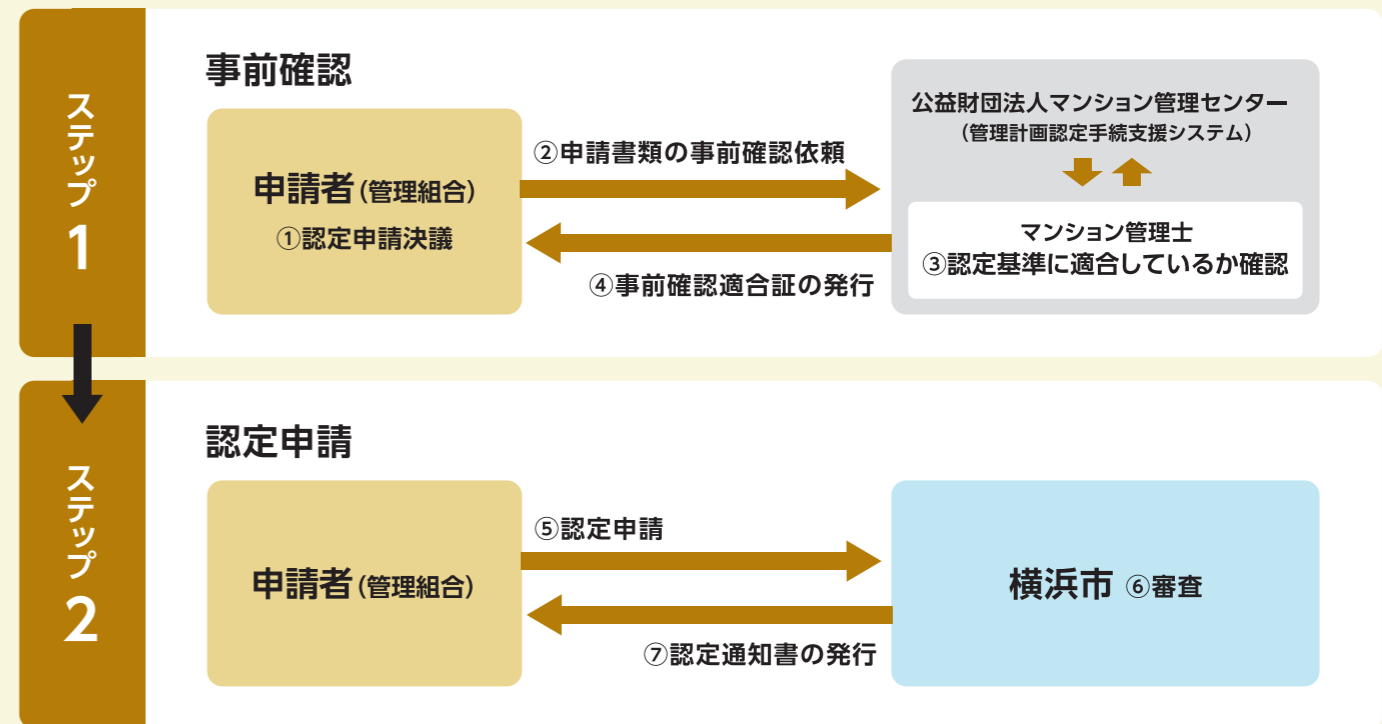 ステップ1
事前確認
申請者(管理組合)
①認定申請決議
②申請書類の事前確認依頼
④事前確認適合証の発行
公益財団法人マンション管理センター
(管理計画認定手続支援システム)
マンション管理士
③認定基準に適合しているか確認
ステップ2
認定申請
申請者(管理組合)
⑤認定申請
⑦認定通知書の発行
横浜市 ⑥審査